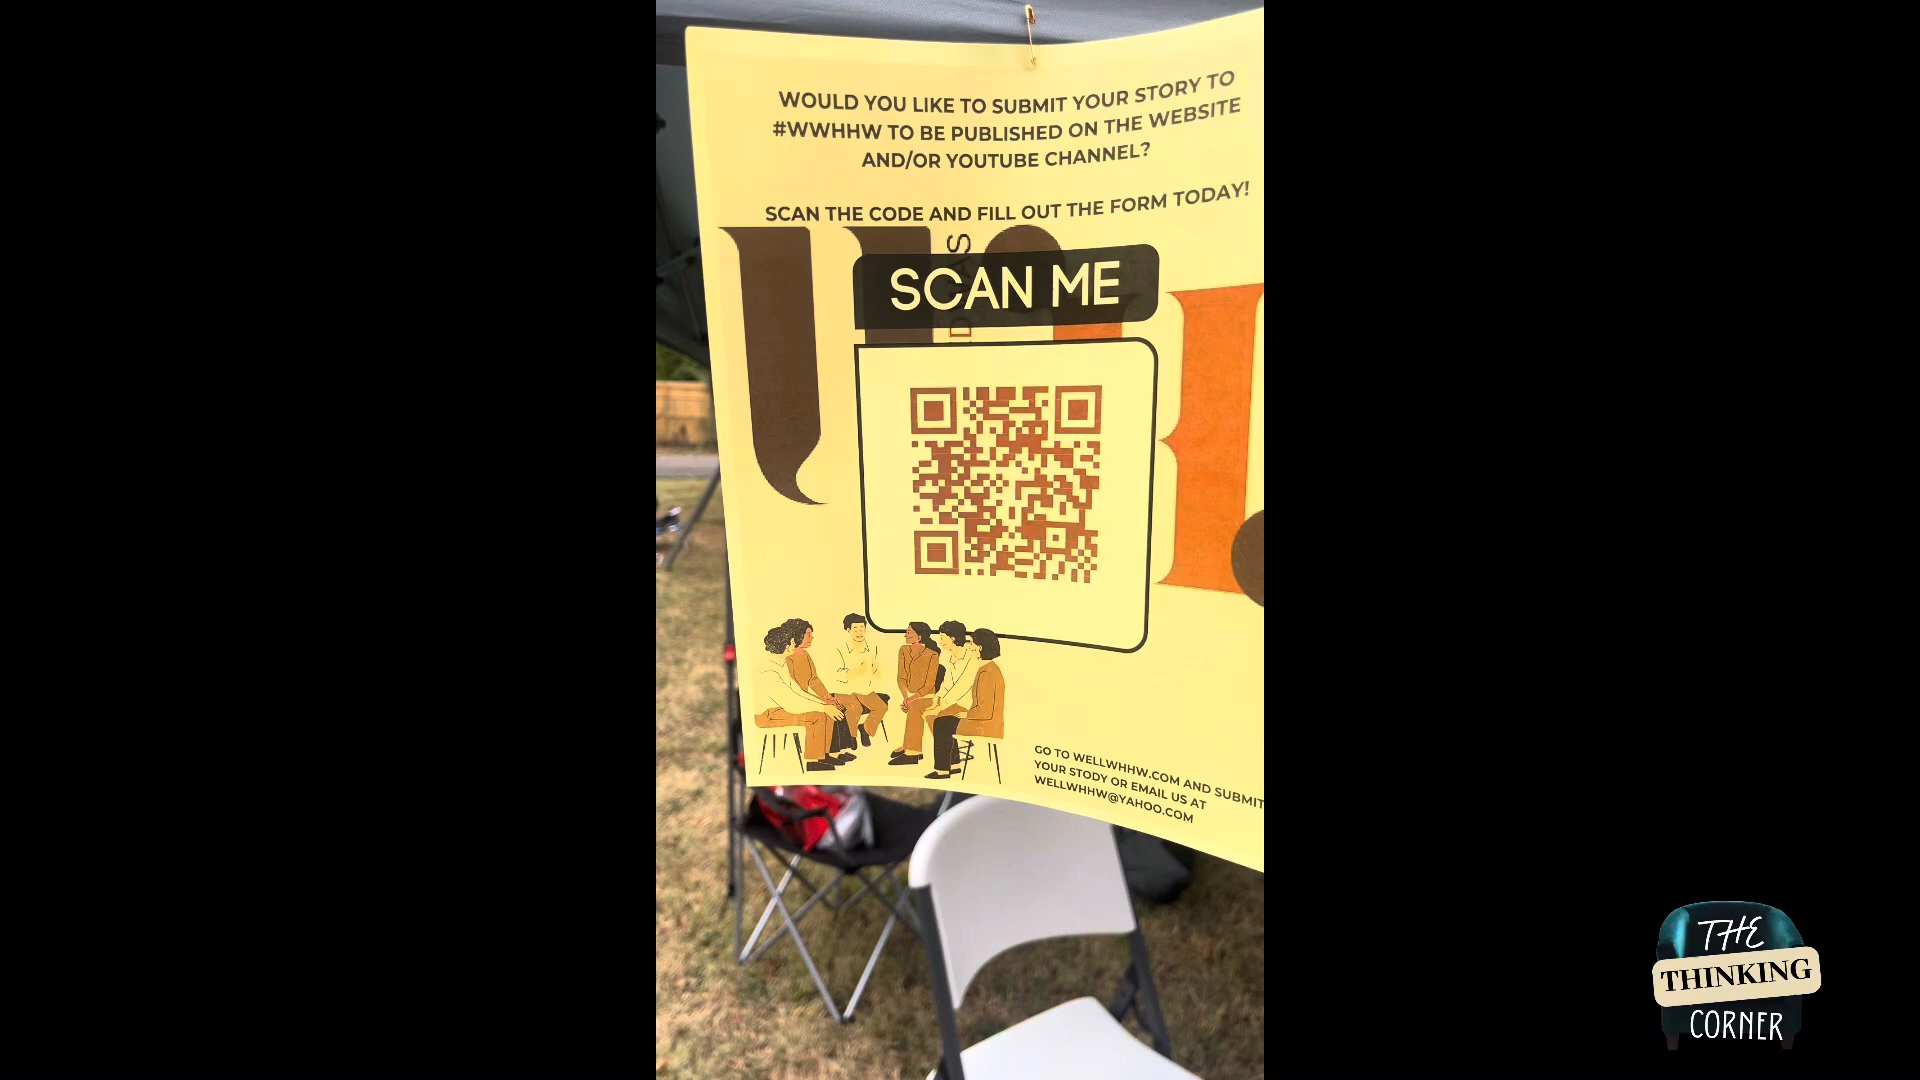 WOULD YOU LIKE TO SUBMIT YOUR STORY TO
#WWHHW TO BE PUBLISHED ON THE WEBSITE
AND/OR YOUTUBE CHANNEL?
SCAN THE CODE AND FILL OUT THE FORM TODAY!
SCAN ME
GO TO WELLWHHW.COM AND SUBMIT
YOUR STODY OR EMAIL US AT
WELLWHHW@YAHOO.COM
THE
THINKING
CORNER